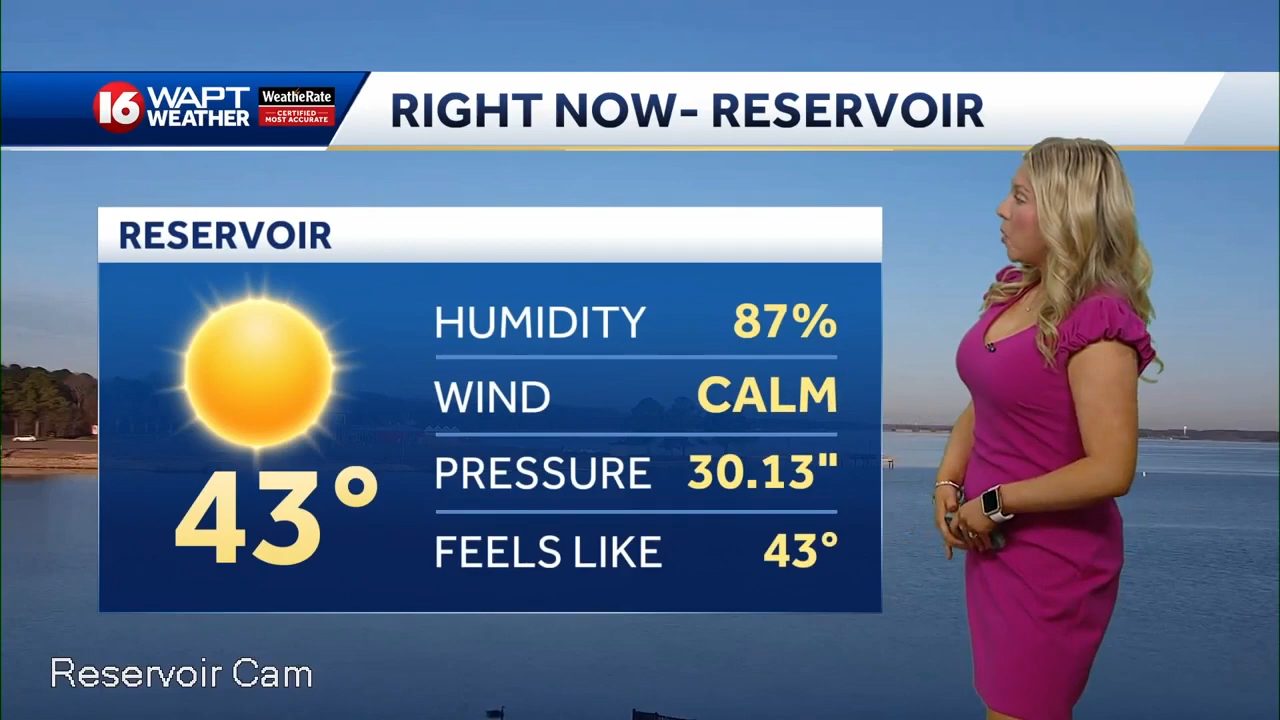 16 WAPT WEATHER
WeatheRate
CERTIFIED
MOST ACCURATE
RIGHT NOW- RESERVOIR
RESERVOIR
43°
HUMIDITY 87%
WIND CALM
PRESSURE 30.13"
FEELS LIKE 43°
Reservoir Cam